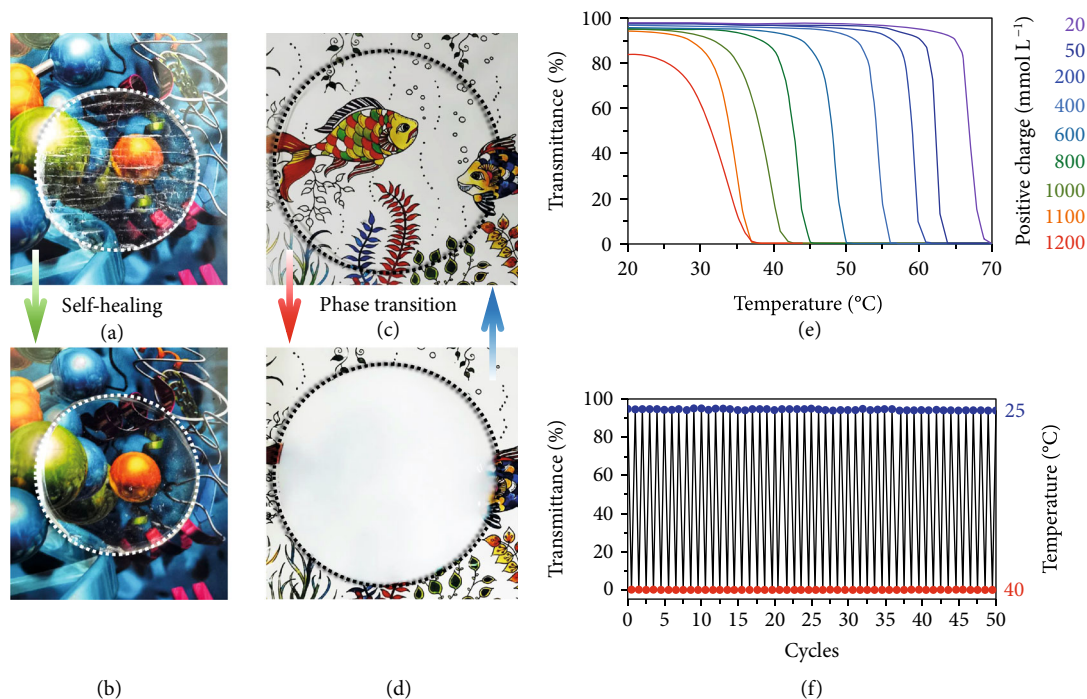 Self-healing
(a)
(b)
Phase transition
(c)
(d)
100
80
60
40
20
0
Transmittance (%)
20 30 40 50 60 70
Temperature (°C)
(e)
Positive charge (mmol L⁻¹)
20
50
200
400
600
800
1000
1100
1200
100
80
60
40
20
0
Transmittance (%)
0 5 10 15 20 25 30 35 40 45 50
Cycles
25
40
Temperature (°C)
(f)